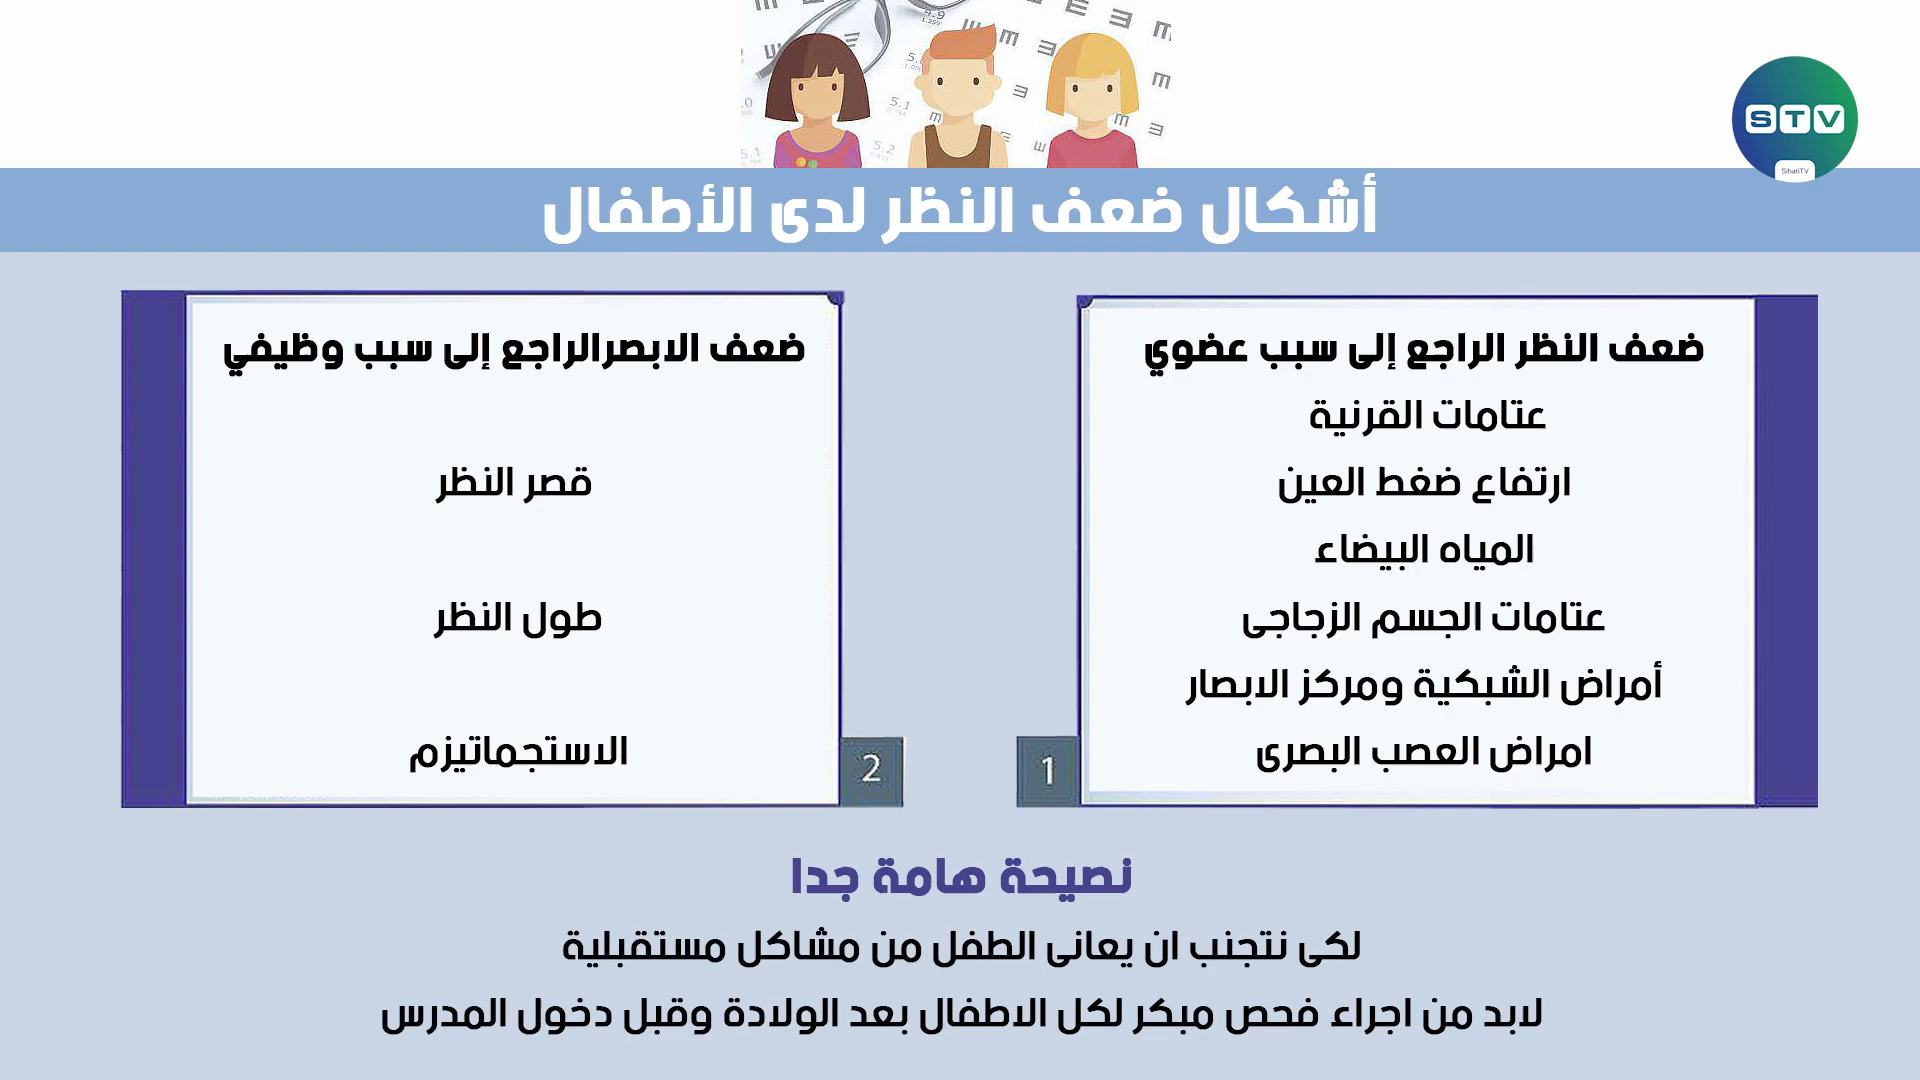 STV
SihatiTV
أشكال ضعف النظر لدى الأطفال
ضعف النظر الراجع إلى سبب عضوي
عتامات القرنية
ارتفاع ضغط العين
المياه البيضاء
عتامات الجسم الزجاجى
أمراض الشبكية ومركز الابصار
امراض العصب البصرى
1
ضعف الابصرالراجع إلى سبب وظيفي
قصر النظر
طول النظر
الاستجماتيزم
2
نصيحة هامة جدا
لكى نتجنب ان يعانى الطفل من مشاكل مستقبلية
لابد من اجراء فحص مبكر لكل الاطفال بعد الولادة وقبل دخول المدرس